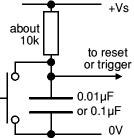 +Vs
about
10k
to reset
or trigger
0.01µF
or 0.1µF
0V